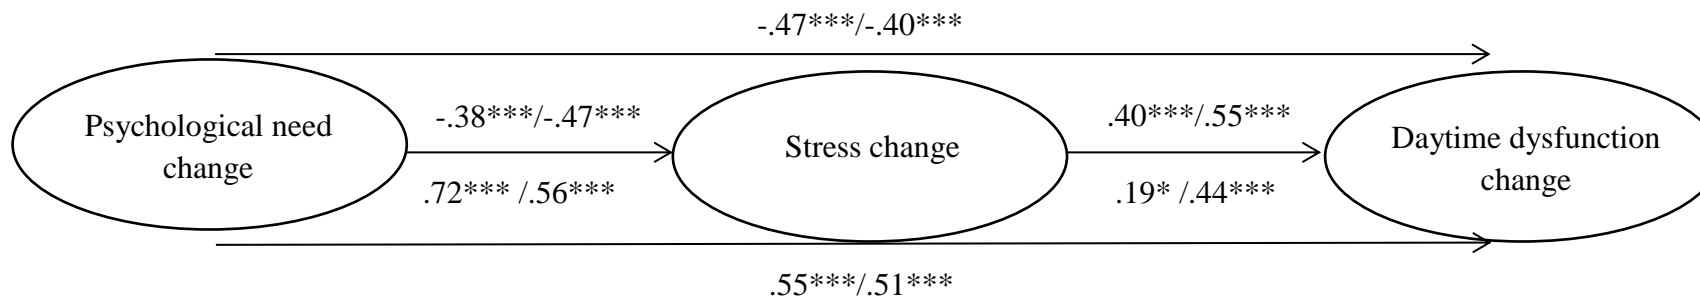 -.47***/-.40***
Psychological need
change
-.38***/-.47***
.72*** /.56***
Stress change
.40***/.55***
.19* /.44***
Daytime dysfunction
change
.55***/.51***